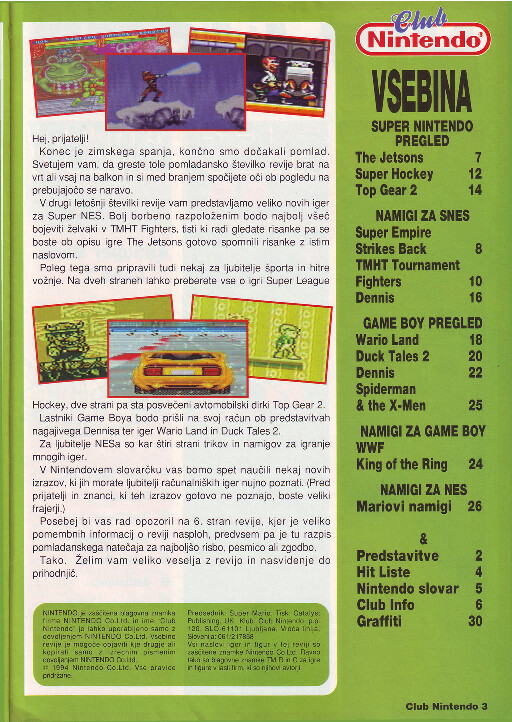 Hej, prijatelji!
Konec je zimskega spanja, končno smo dočakali pomlad.
Svetujem vam, da greste tole pomladansko številko revije brat na
vrt ali vsaj na balkon in si med branjem spočijete oči ob pogledu na
prebujajočo se naravo.
V drugi letošnji številki revije vam predstavljamo veliko novih iger
za Super NES. Bolj borbeno razpoloženim bodo najbolj všeč
bojeviti želvaki v TMHT Fighters, tisti ki radi gledate risanke pa se
boste ob opisu igre The Jetsons gotovo spomnili risanke z istim
naslovom.
Poleg tega smo pripravili tudi nekaj za ljubitelje športa in hitre
vožnje. Na dveh straneh lahko preberete vse o igri Super League
Hockey, dve strani pa sta posvečeni avtomobilski dirki Top Gear 2.
Lastniki Game Boya bodo prišli na svoj račun ob predstavitvah
nagajivega Dennisa ter iger Wario Land in Duck Tales 2.
Za ljubitelje NESa so kar štiri strani trikov in namigov za igranje
mnogih iger.
V Nintendovem slovarčku vas bomo spet naučili nekaj novih
izrazov, ki jih morate ljubitelji računalniških iger nujno poznati. (Pred
prijatelji in znanci, ki teh izrazov gotovo ne poznajo, boste veliki
frajerji.)
Posebej bi vas rad opozoril na 6. stran revije, kjer je veliko
pomembnih informacij o reviji nasploh, predvsem pa je tu razpis
pomladanskega natečaja za najboljšo risbo, pesmico ali zgodbo.
Tako. Želim vam veliko veselja z revijo in nasvidenje do
prihodnjič.
NINTENDO je zaščitena blagovna znamka
firme NINTENDO Co.Ltd. in ime 'Club
Nintendo' je lahko uporabljeno samo z
dovoljenjem NINTENDO Co.Ltd. Vsebino
revije je mogoče objaviti kje drugje ali
kopirati samo z izrecnim pismenim
dovoljenjem NINTENDO Co.Ltd.
© 1994 Nintendo Co.Ltd. Vse pravice
pridržane.
Predsednik: Super Mario. Tisk: Catalyst
Publishing, UK. Klub: Club Nintendo, p.p.
120, SLO-61101 Ljubljana. Vroča linija,
Slovenija: 061/217858
Vsi naslovi iger in figur v tej reviji so
zaščitene znamke Nintendo Co.Ltd. Ravno
tako so blagovne znamke TM ® in © za igre
in figure v lasti firm, ki so njihovi avtorji.
Club
Nintendo
VSEBINA
SUPER NINTENDO
PREGLED
The Jetsons 7
Super Hockey 12
Top Gear 2 14
NAMIGI ZA SNES
Super Empire
Strikes Back 8
TMHT Tournament
Fighters 10
Dennis 16
GAME BOY PREGLED
Wario Land 18
Duck Tales 2 20
Dennis 22
Spiderman
& the X-Men 25
NAMIGI ZA GAME BOY
WWF
King of the Ring 24
NAMIGI ZA NES
Mariovi namigi 26
&
Predstavitve 2
Hit Liste 4
Nintendo slovar 5
Club Info 6
Graffiti 30
Club Nintendo 3